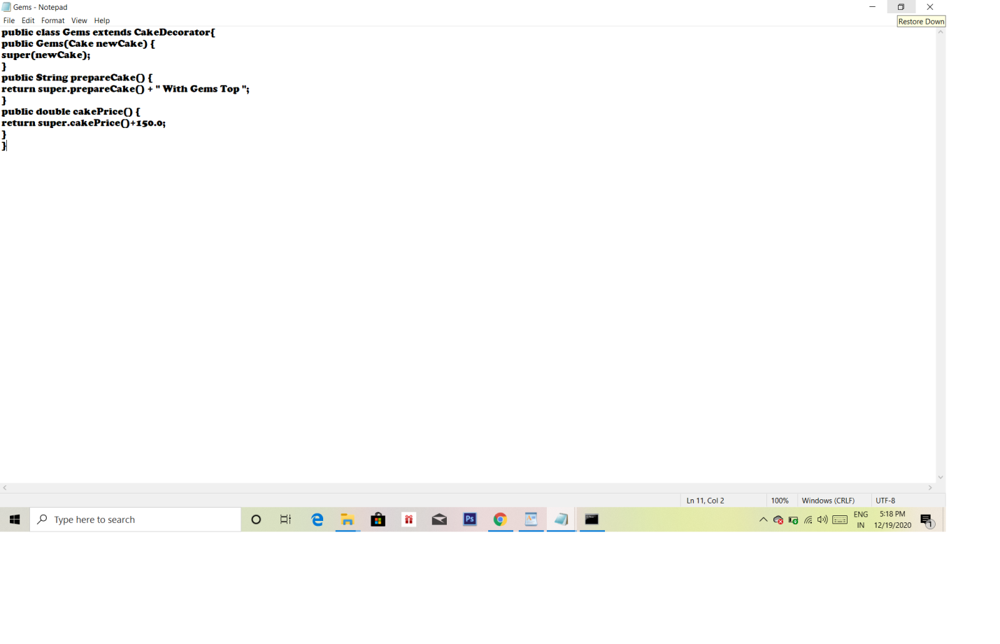 Gems - Notepad
File Edit Format View Help
Restore Down
public class Gems extends CakeDecorator{
public Gems(Cake newCake) {
super(newCake);
}
public String prepareCake() {
return super.prepareCake() + " With Gems Top ";
}
public double cakePrice() {
return super.cakePrice()+150.0;
}
}
Ln 11, Col 2 100% Windows (CRLF) UTF-8
Type here to search
Ps
ENG 5:18 PM
IN 12/19/2020
1